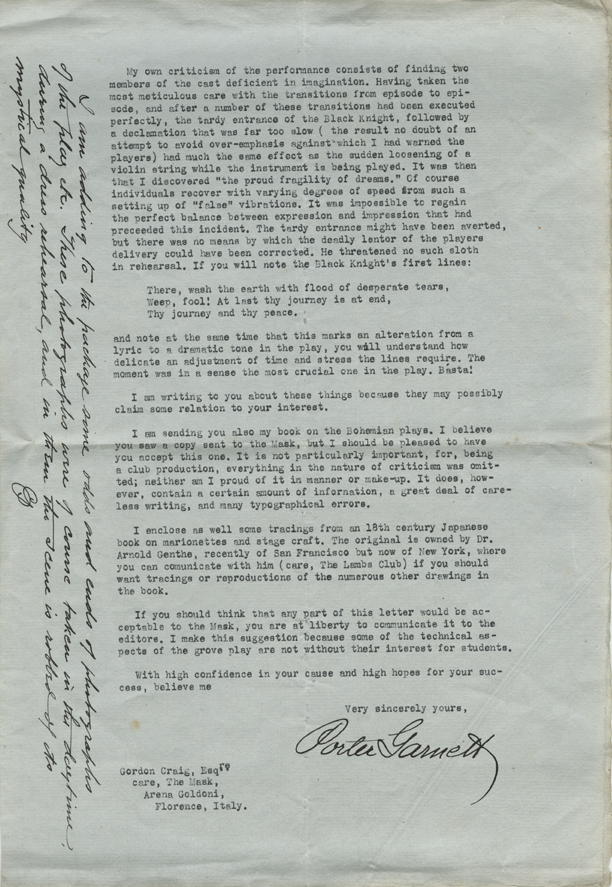 My own criticism of the performance consists of finding two
members of the cast deficient in imagination. Having taken the
most meticulous care with the transitions from episode to epi-
sode, and after a number of these transitions had been executed
perfectly, the tardy entrance of the Black Knight, followed by
a declamation that was far too slow ( the result no doubt of an
attempt to avoid over-emphasis against which I had warned the
players) had much the same effect as the sudden loosening of a
violin string while the instrument is being played. It was then
that I discovered "the proud fragility of dreams." Of course
individuals recover with varying degrees of speed from such a
setting up of "false" vibrations. It was impossible to regain
the perfect balance between expression and impression that had
preceeded this incident. The tardy entrance might have been averted,
but there was no means by which the deadly lentor of the players
delivery could have been corrected. He threatened no such sloth
in rehearsal. If you will note the Black Knight's first lines:
There, wash the earth with flood of desperate tears,
Weep, fool! At last thy journey is at end,
Thy journey and thy peace.
and note at the same time that this marks an alteration from a
lyric to a dramatic tone in the play, you will understand how
delicate an adjustment of time and stress the lines require. The
moment was in a sense the most crucial one in the play. Basta!
I am writing to you about these things because they may possibly
claim some relation to your interest.
I am sending you also my book on the Bohemian plays. I believe
you saw a copy sent to the Mask, but I should be pleased to have
you accept this one. It is not particularly important, for, being
a club production, everything in the nature of criticism was omit-
ted; neither am I proud of it in manner or make-up. It does, how-
ever, contain a certain amount of information, a great deal of care-
less writing, and many typographical errors.
I enclose as well some tracings from an 18th century Japanese
book on marionettes and stage craft. The original is owned by Dr.
Arnold Genthe, recently of San Francisco but now of New York, where
you can comunicate with him (care, The Lambs Club) if you should
want tracings or reproductions of the numerous other drawings in
the book.
If you should think that any part of this letter would be ac-
ceptable to the Mask, you are at liberty to communicate it to the
editors. I make this suggestion because some of the technical as-
pects of the grove play are not without their interest for students.
With high confidence in your cause and high hopes for your suc-
cess, believe me
Very sincerely yours,
Porter Garnett
Gordon Craig, Esqre
care, The Mask,
Arena Goldoni,
Florence, Italy.
I am adding to the package some odds and ends of photographs
of the play etc. These photographs were of course taken in the daytime
during a dress rehearsal, and in them the scene is robbed of its
mystical quality